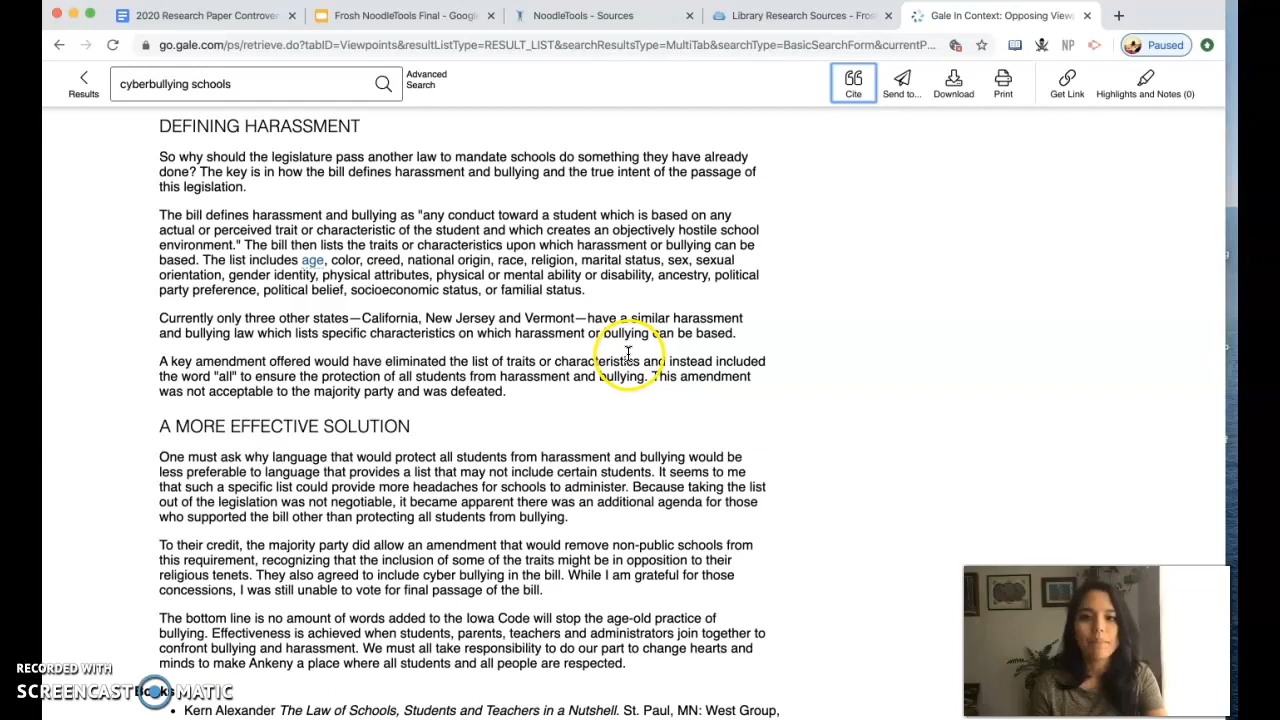 2020 Research Paper Controver
Frosh NoodleTools Final - Google
NoodleTools - Sources
Library Research Sources - Frosh
Gale In Context: Opposing View
go.gale.com/ps/retrieve.do?tabID=Viewpoints&resultListType=RESULT_LIST&searchResultsType=MultiTab&searchType=BasicSearchForm&currentP...
NP
Paused
Results
cyberbullying schools
Advanced
Search
Cite
Send to...
Download
Print
Get Link
Highlights and Notes (0)
DEFINING HARASSMENT
So why should the legislature pass another law to mandate schools do something they have already
done? The key is in how the bill defines harassment and bullying and the true intent of the passage of
this legislation.
The bill defines harassment and bullying as "any conduct toward a student which is based on any
actual or perceived trait or characteristic of the student and which creates an objectively hostile school
environment." The bill then lists the traits or characteristics upon which harassment or bullying can be
based. The list includes age, color, creed, national origin, race, religion, marital status, sex, sexual
orientation, gender identity, physical attributes, physical or mental ability or disability, ancestry, political
party preference, political belief, socioeconomic status, or familial status.
Currently only three other states—California, New Jersey and Vermont—have a similar harassment
and bullying law which lists specific characteristics on which harassment or bullying can be based.
A key amendment offered would have eliminated the list of traits or characteristics and instead included
the word "all" to ensure the protection of all students from harassment and bullying. This amendment
was not acceptable to the majority party and was defeated.
A MORE EFFECTIVE SOLUTION
One must ask why language that would protect all students from harassment and bullying would be
less preferable to language that provides a list that may not include certain students. It seems to me
that such a specific list could provide more headaches for schools to administer. Because taking the list
out of the legislation was not negotiable, it became apparent there was an additional agenda for those
who supported the bill other than protecting all students from bullying.
To their credit, the majority party did allow an amendment that would remove non-public schools from
this requirement, recognizing that the inclusion of some of the traits might be in opposition to their
religious tenets. They also agreed to include cyber bullying in the bill. While I am grateful for those
concessions, I was still unable to vote for final passage of the bill.
The bottom line is no amount of words added to the Iowa Code will stop the age-old practice of
bullying. Effectiveness is achieved when students, parents, teachers and administrators join together to
confront bullying and harassment. We must all take responsibility to do our part to change hearts and
minds to make Ankeny a place where all students and all people are respected.
RECORDED WITH
SCREENCAST MATIC
Books
Kern Alexander The Law of Schools, Students and Teachers in a Nutshell. St. Paul, MN: West Group,